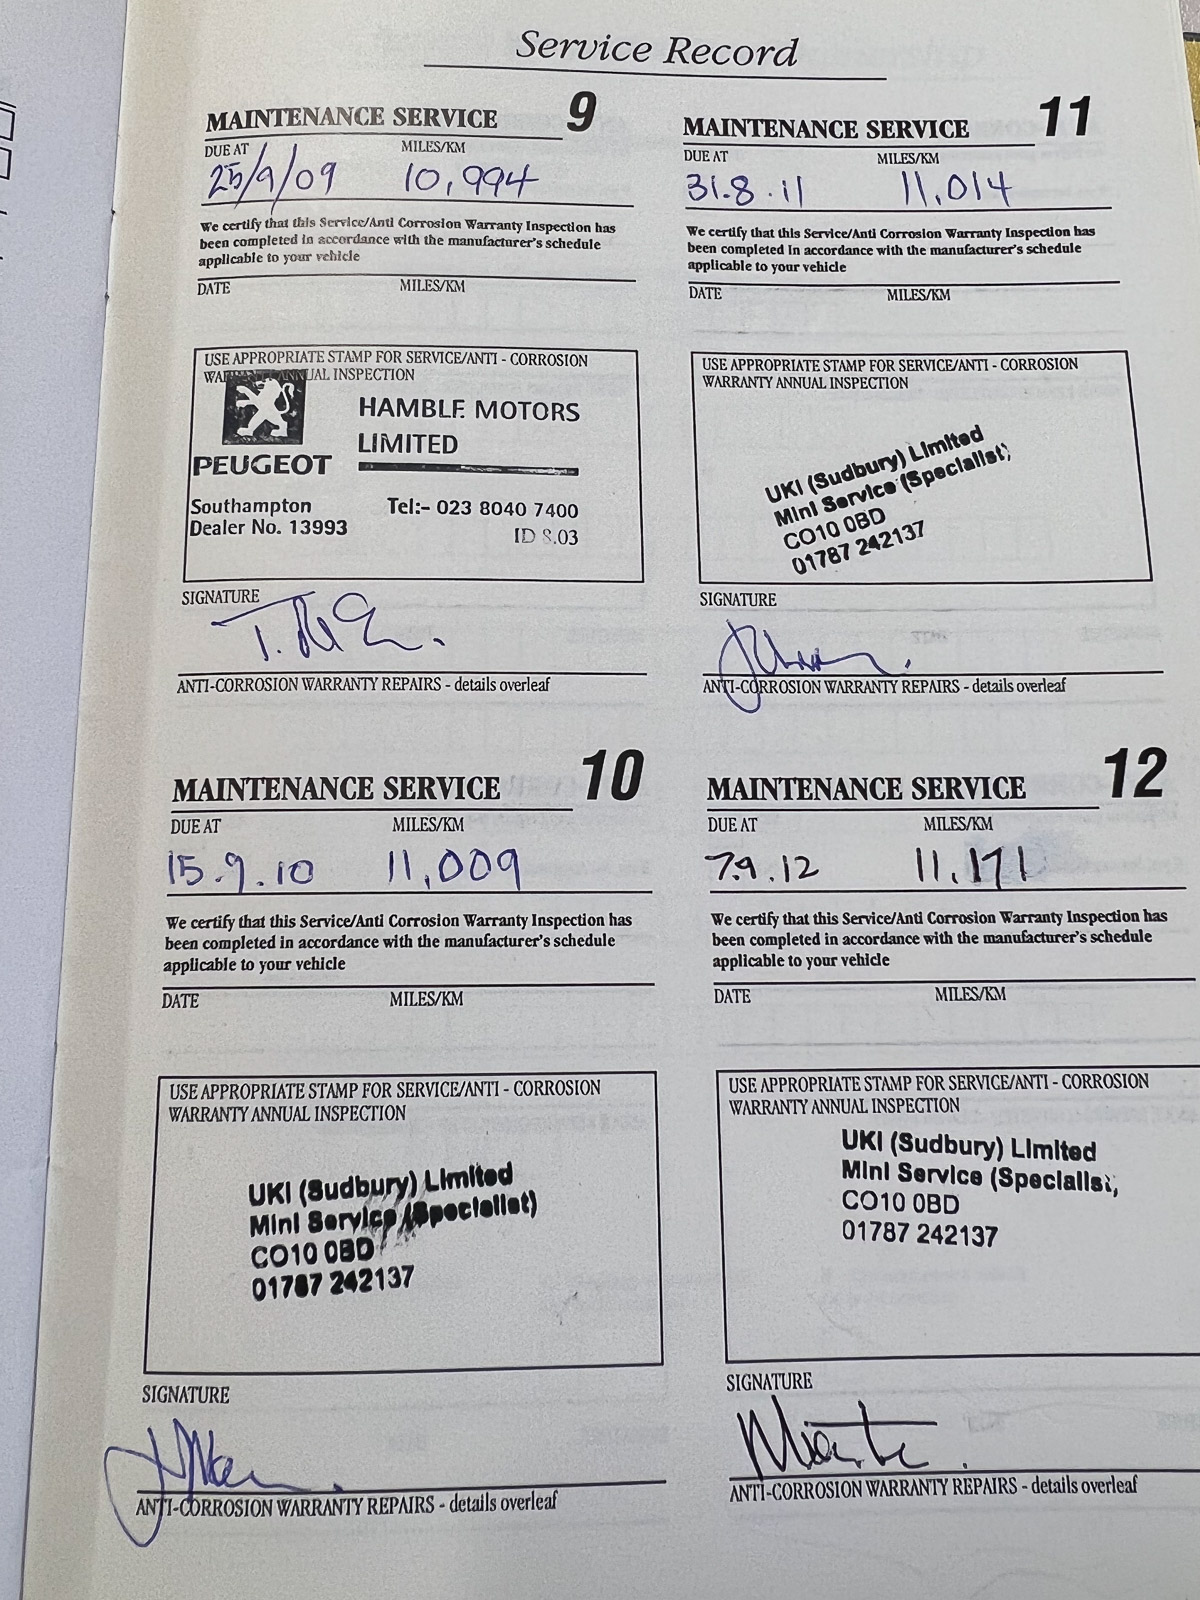 Service Record
MAINTENANCE SERVICE 9
DUE AT MILES/KM
25/9/09 10,994
We certify that this Service/Anti Corrosion Warranty Inspection has
been completed in accordance with the manufacturer's schedule
applicable to your vehicle
DATE MILES/KM
USE APPROPRIATE STAMP FOR SERVICE/ANTI - CORROSION
WARRANTY ANNUAL INSPECTION
HAMBLE MOTORS
LIMITED
PEUGEOT
Southampton Tel:- 023 8040 7400
Dealer No. 13993 ID 8.03
SIGNATURE
ANTI-CORROSION WARRANTY REPAIRS - details overleaf
MAINTENANCE SERVICE 10
DUE AT MILES/KM
15.9.10 11,009
We certify that this Service/Anti Corrosion Warranty Inspection has
been completed in accordance with the manufacturer's schedule
applicable to your vehicle
DATE MILES/KM
USE APPROPRIATE STAMP FOR SERVICE/ANTI - CORROSION
WARRANTY ANNUAL INSPECTION
UKI (Sudbury) Limited
Mini Service (Specialist)
CO10 0BD
01787 242137
SIGNATURE
ANTI-CORROSION WARRANTY REPAIRS - details overleaf
MAINTENANCE SERVICE 11
DUE AT MILES/KM
31.8.11 11,014
We certify that this Service/Anti Corrosion Warranty Inspection has
been completed In accordance with the manufacturer's schedule
applicable to your vehicle
DATE MILES/KM
USE APPROPRIATE STAMP FOR SERVICE/ANTI - CORROSION
WARRANTY ANNUAL INSPECTION
UKI (Sudbury) Limited
Mini Service (Specialist)
CO10 0BD
01787 242137
SIGNATURE
ANTI-CORROSION WARRANTY REPAIRS - details overleaf
MAINTENANCE SERVICE 12
DUE AT MILES/KM
7.9.12 11,171
We certify that this Service/Anti Corrosion Warranty Inspection has
been completed in accordance with the manufacturer's schedule
applicable to your vehicle
DATE MILES/KM
USE APPROPRIATE STAMP FOR SERVICE/ANTI - CORROSION
WARRANTY ANNUAL INSPECTION
UKI (Sudbury) Limited
Mini Service (Specialist)
CO10 0BD
01787 242137
SIGNATURE
ANTI-CORROSION WARRANTY REPAIRS - details overleaf